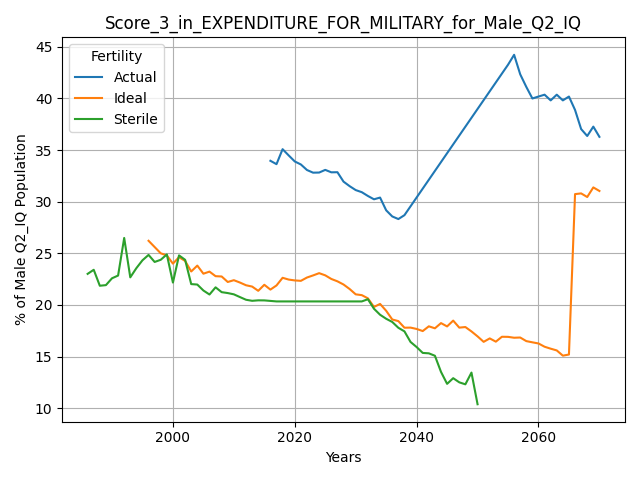 Score_3_in_EXPENDITURE_FOR_MILITARY_for_Male_Q2_IQ
Fertility
Actual
Ideal
Sterile
% of Male Q2_IQ Population
45
40
35
30
25
20
15
10
2000 2020 2040 2060
Years